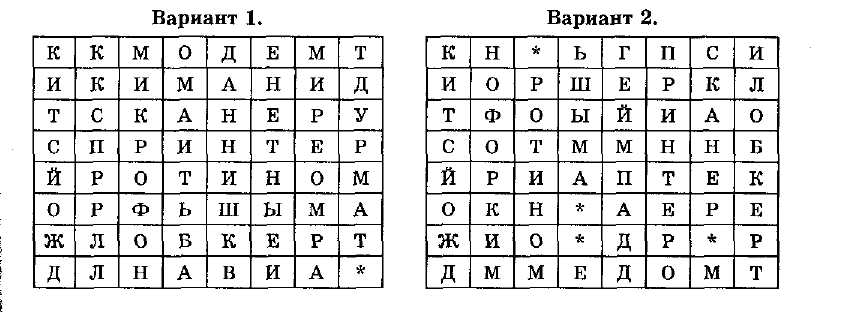 Вариант 1.
К К М О Д Е М Т
И К И М А Н И Д
Т С К А Н Е Р У
С П Р И Н Т Е Р
Й Р О Т И Н О М
О Р Ф Ь Ш Ы М А
Ж Л О Б К Е Р Т
Д Л Н А В И А *
Вариант 2.
К Н * Ь Г П С И
И О Р Ш Е Р К Л
Т Ф О Ы Й И А О
С О Т М М Н Н Б
Й Р И А П Т Е К
О К Н * А Е Р Е
Ж И О * Д Р * Р
Д М М Е Д О М Т